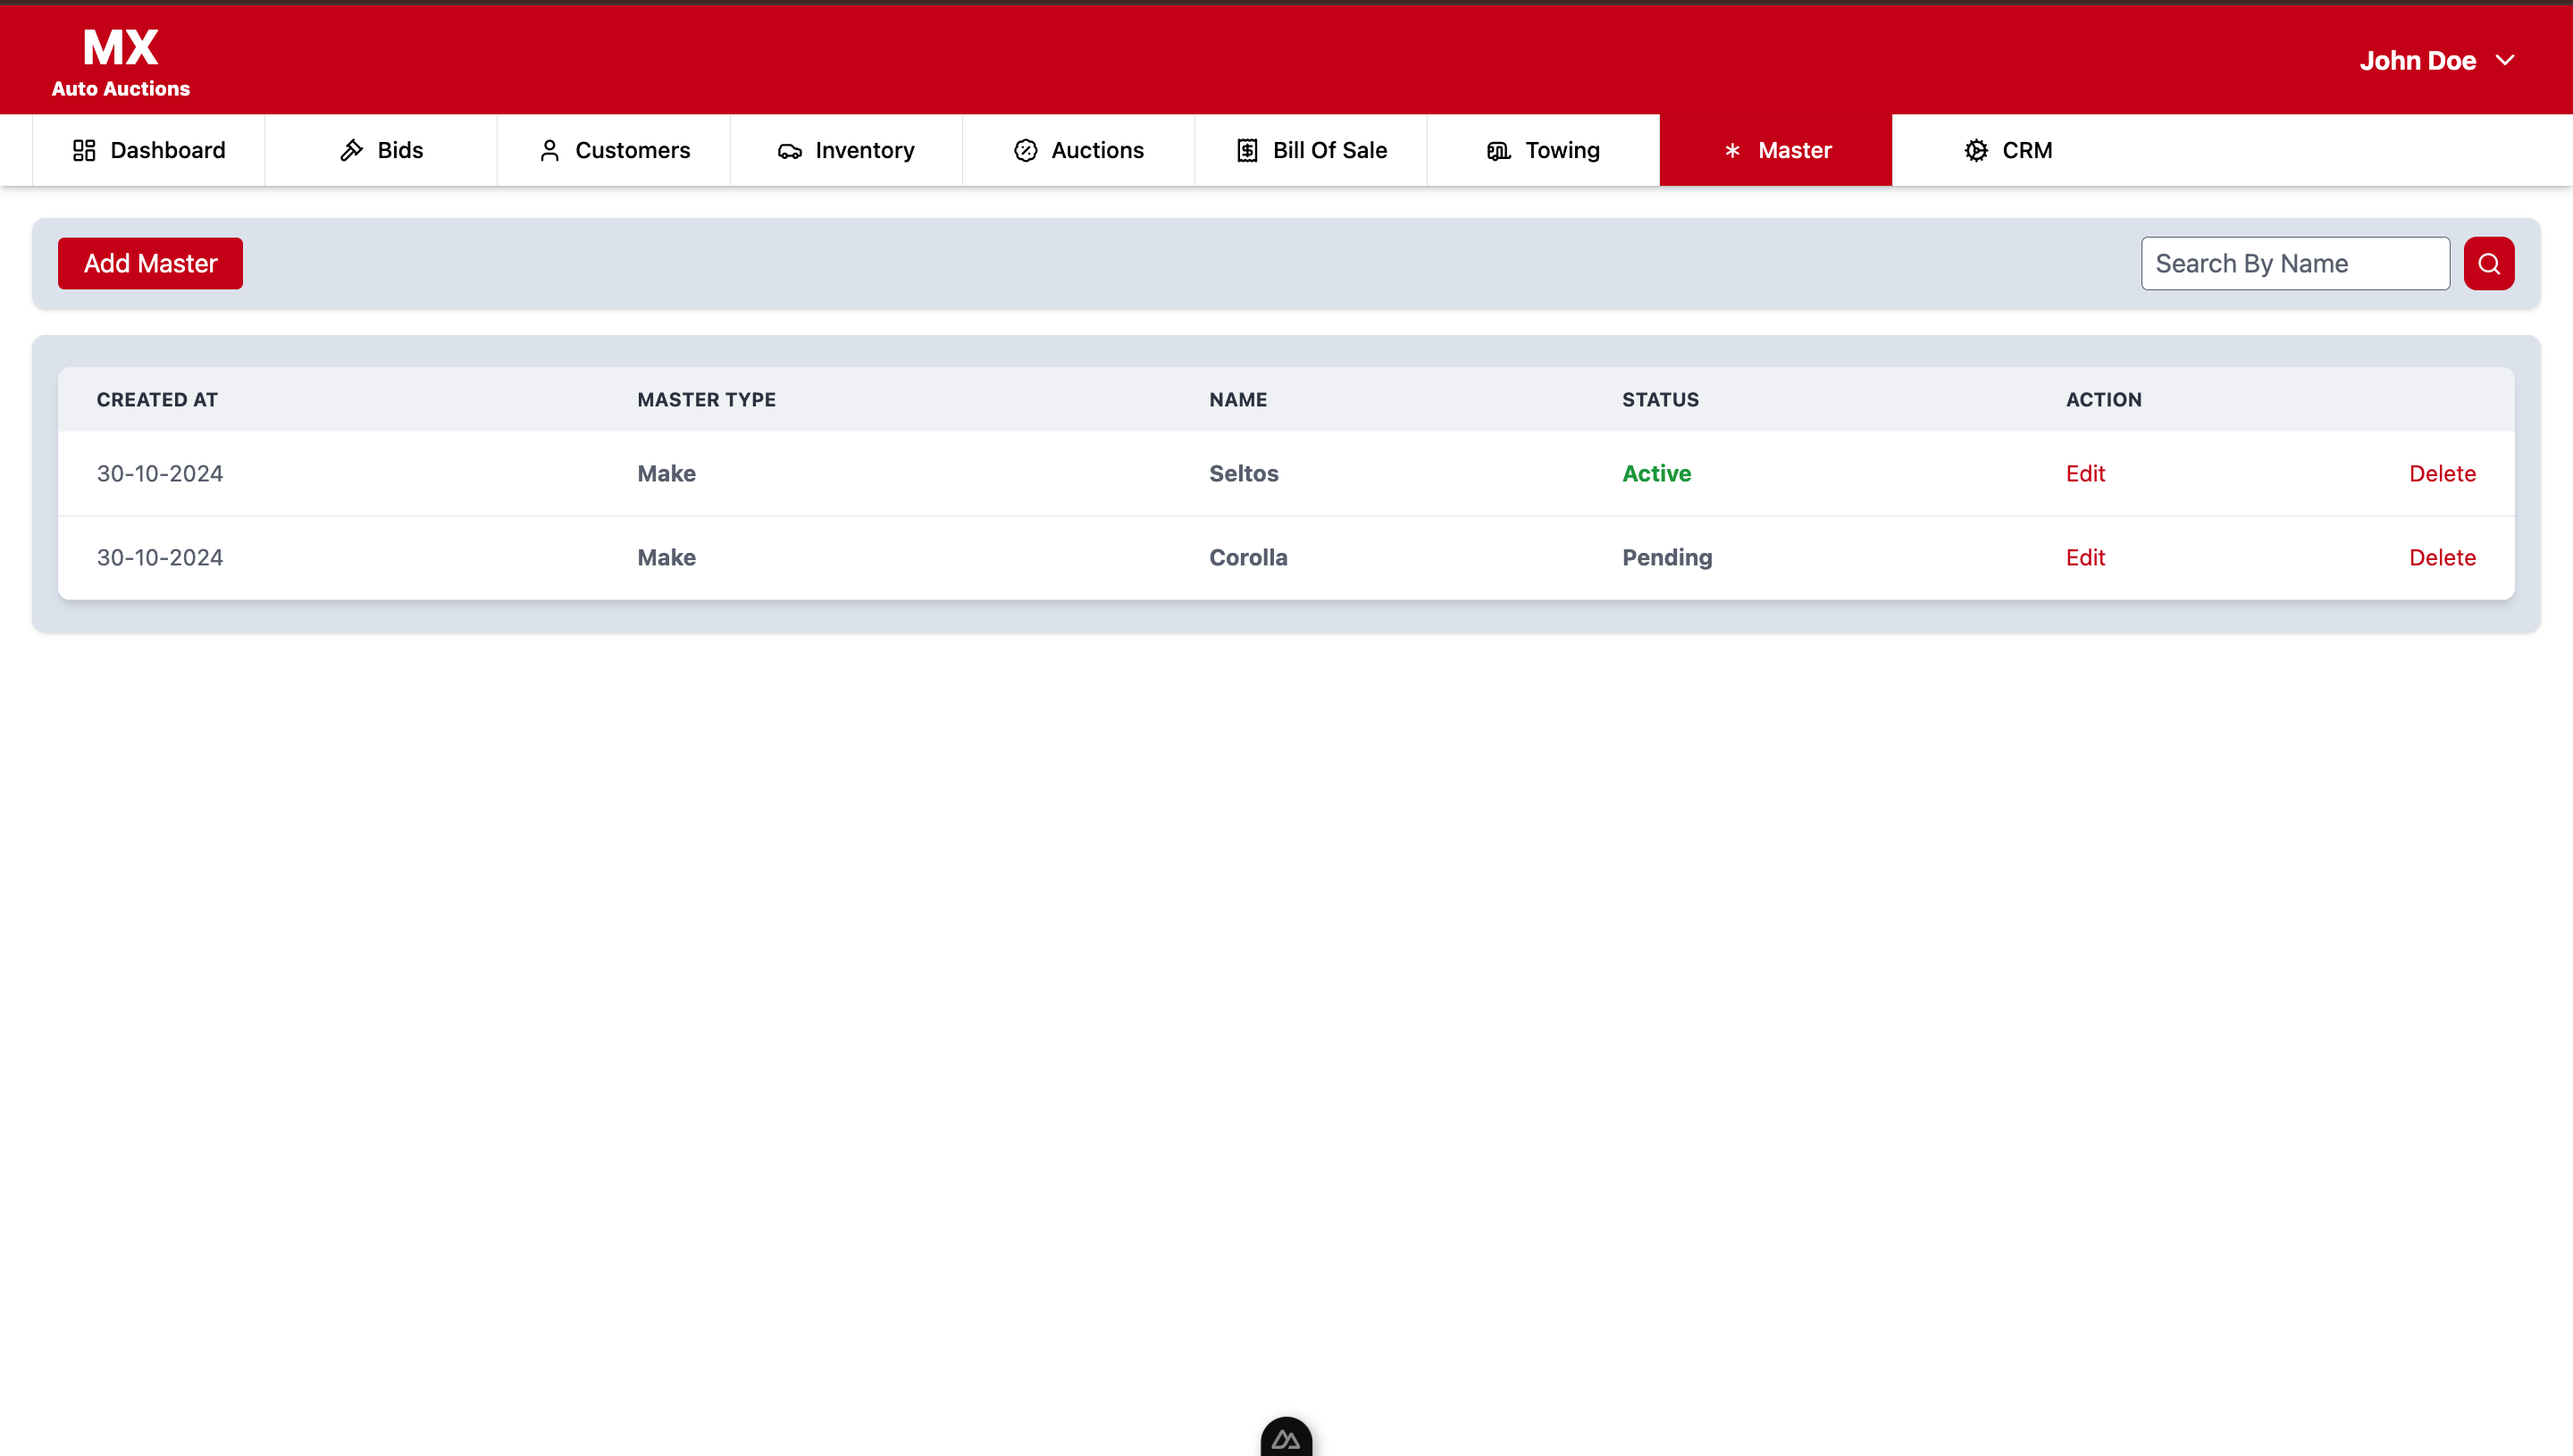 MX
Auto Auctions
John Doe
Dashboard Bids Customers Inventory Auctions Bill Of Sale Towing Master CRM
Add Master Search By Name
CREATED AT MASTER TYPE NAME STATUS ACTION
30-10-2024 Make Seltos Active Edit Delete
30-10-2024 Make Corolla Pending Edit Delete